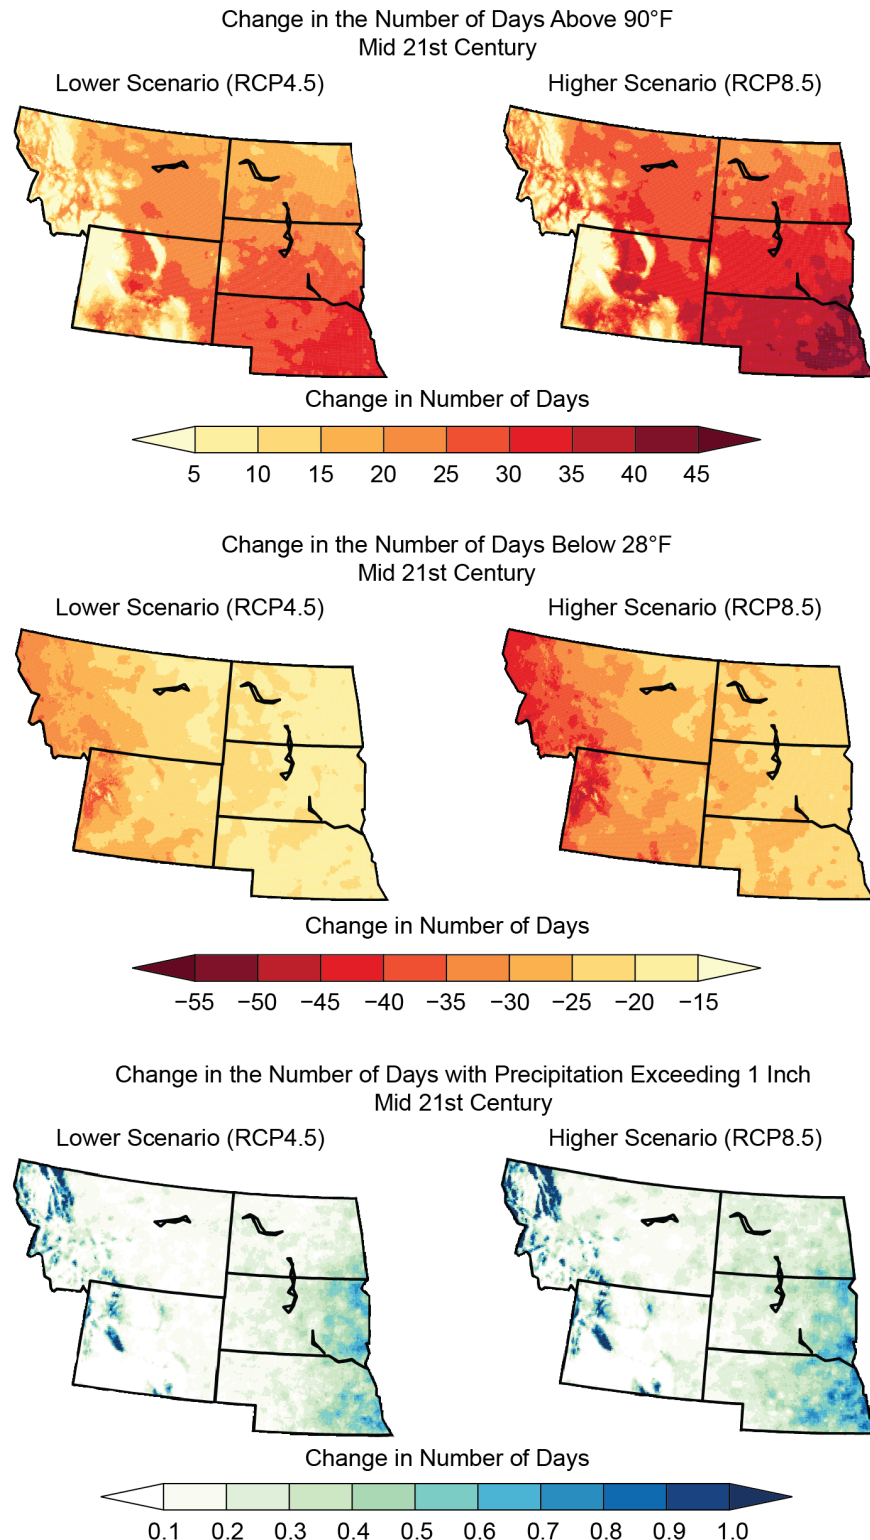 Change in the Number of Days Above 90°F
Mid 21st Century
Lower Scenario (RCP4.5)
Higher Scenario (RCP8.5)
Change in Number of Days
5 10 15 20 25 30 35 40 45
Change in the Number of Days Below 28°F
Mid 21st Century
Lower Scenario (RCP4.5)
Higher Scenario (RCP8.5)
Change in Number of Days
−55 −50 −45 −40 −35 −30 −25 −20 −15
Change in the Number of Days with Precipitation Exceeding 1 Inch
Mid 21st Century
Lower Scenario (RCP4.5)
Higher Scenario (RCP8.5)
Change in Number of Days
0.1 0.2 0.3 0.4 0.5 0.6 0.7 0.8 0.9 1.0